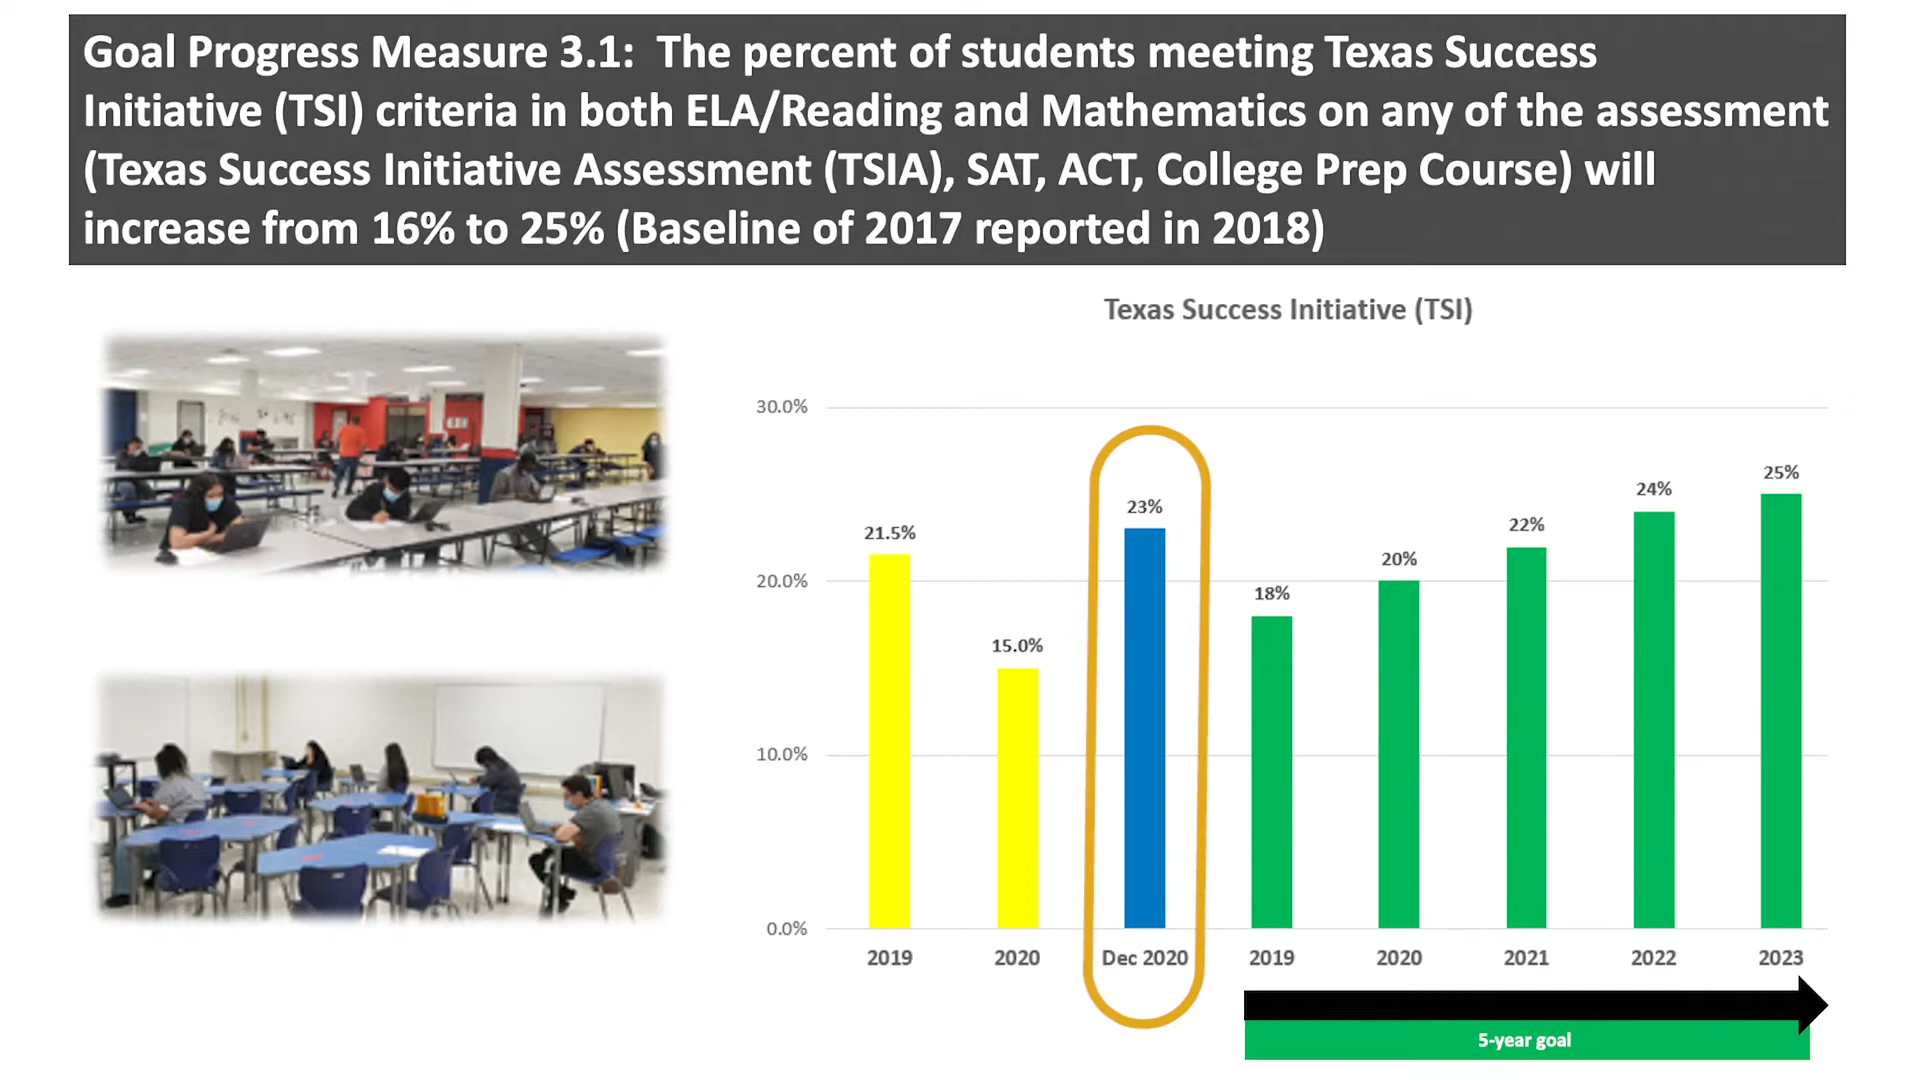 Goal Progress Measure 3.1:  The percent of students meeting Texas Success
Initiative (TSI) criteria in both ELA/Reading and Mathematics on any of the assessment
(Texas Success Initiative Assessment (TSIA), SAT, ACT, College Prep Course) will
increase from 16% to 25% (Baseline of 2017 reported in 2018)
Texas Success Initiative (TSI)
30.0%
20.0%
10.0%
0.0%
21.5%
15.0%
23%
18%
20%
22%
24%
25%
2019
2020
Dec 2020
2019
2020
2021
2022
2023
5-year goal